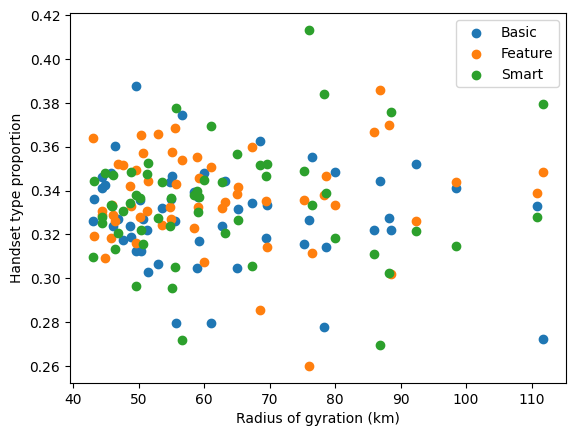 0.42
0.40
0.38
0.36
0.34
0.32
0.30
0.28
0.26
Handset type proportion
Basic
Feature
Smart
40 50 60 70 80 90 100 110
Radius of gyration (km)